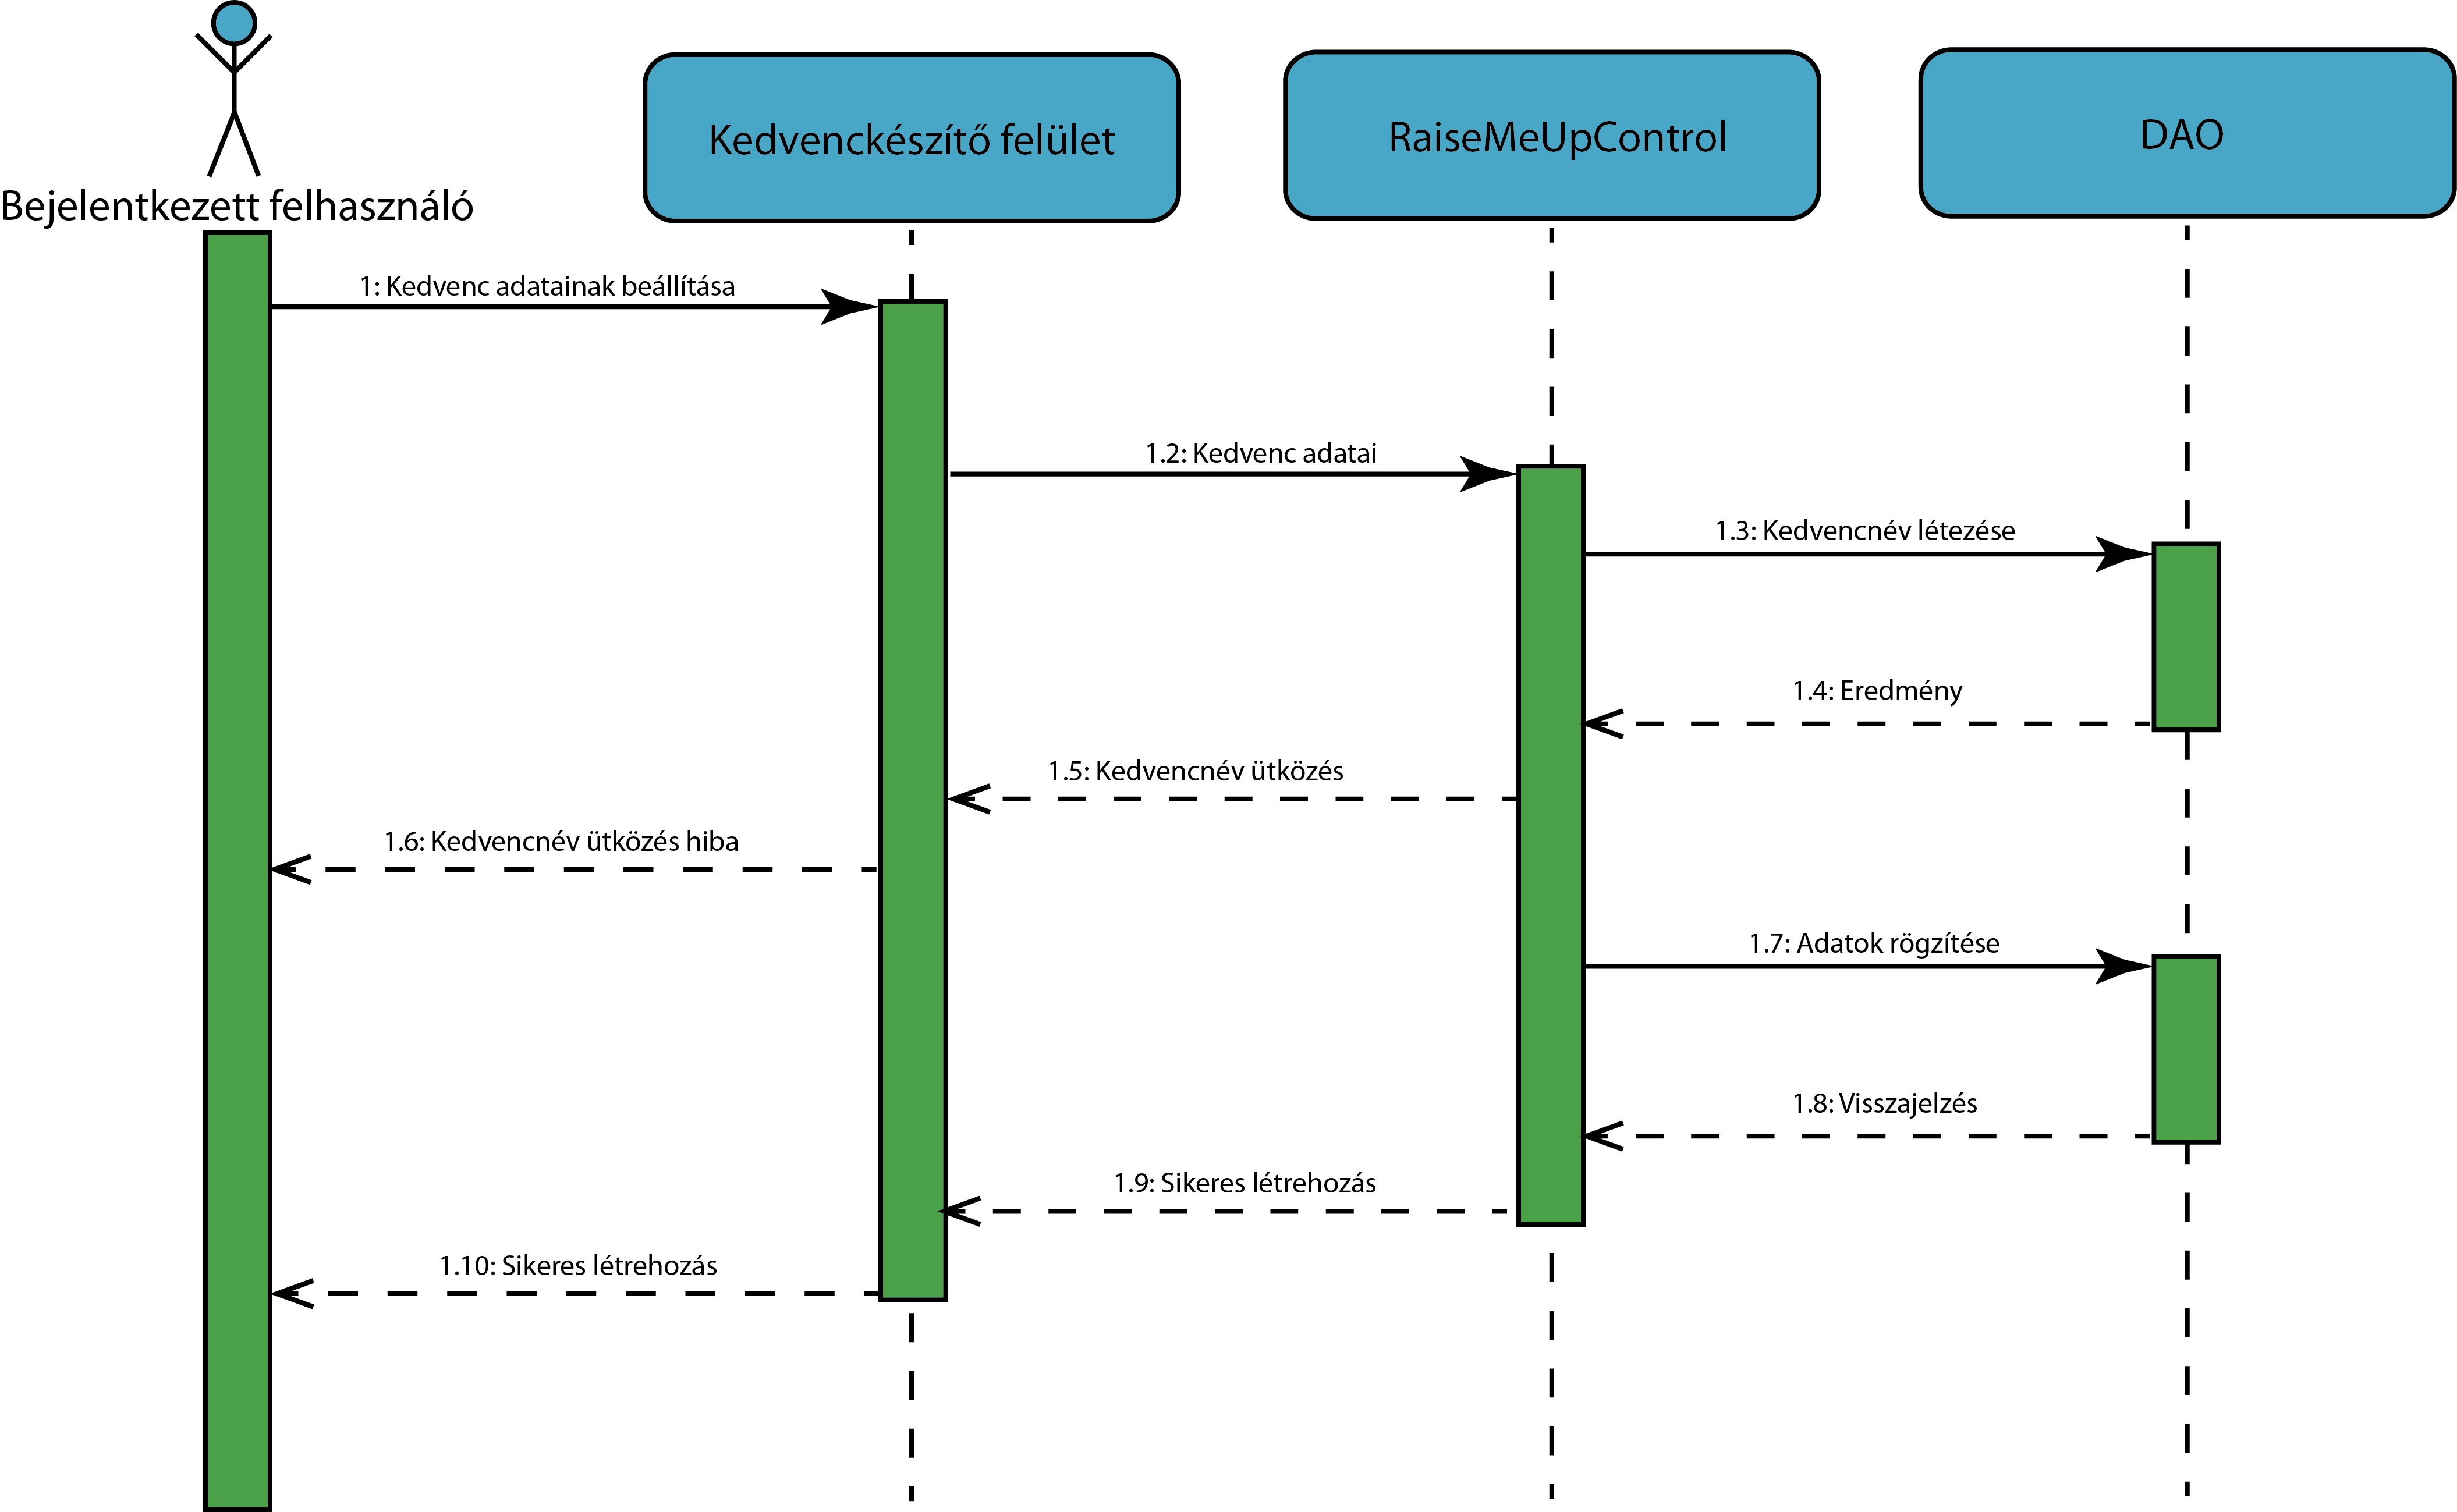 Bejelentkezett felhasználó
Kedvenckészítő felület
RaiseMeUpControl
DAO
1: Kedvenc adatainak beállítása
1.2: Kedvenc adatai
1.3: Kedvencnév létezése
1.4: Eredmény
1.5: Kedvencnév ütközés
1.6: Kedvencnév ütközés hiba
1.7: Adatok rögzítése
1.8: Visszajelzés
1.9: Sikeres létrehozás
1.10: Sikeres létrehozás